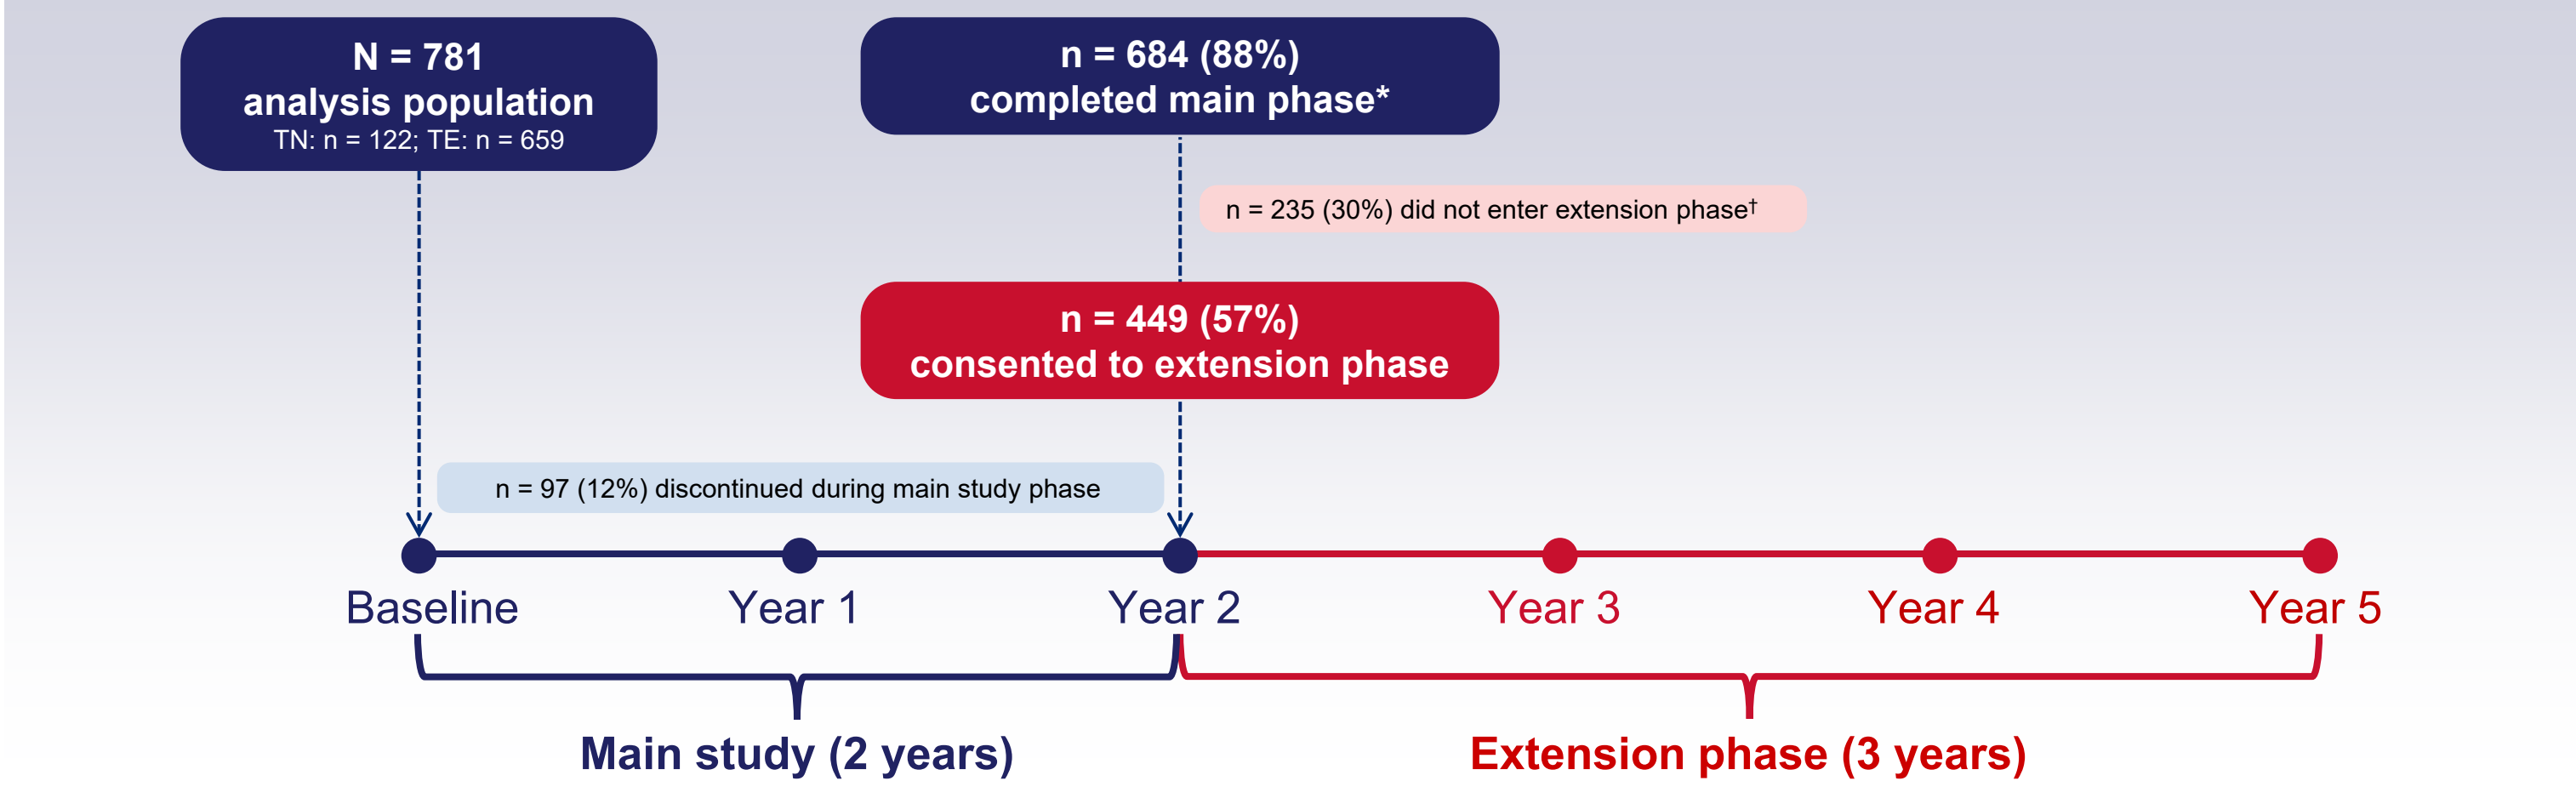 N = 781
analysis population
TN: n = 122; TE: n = 659
n = 684 (88%)
completed main phase*
n = 235 (30%) did not enter extension phase†
n = 449 (57%)
consented to extension phase
n = 97 (12%) discontinued during main study phase
Baseline
Year 1
Year 2
Year 3
Year 4
Year 5
Main study (2 years)
Extension phase (3 years)